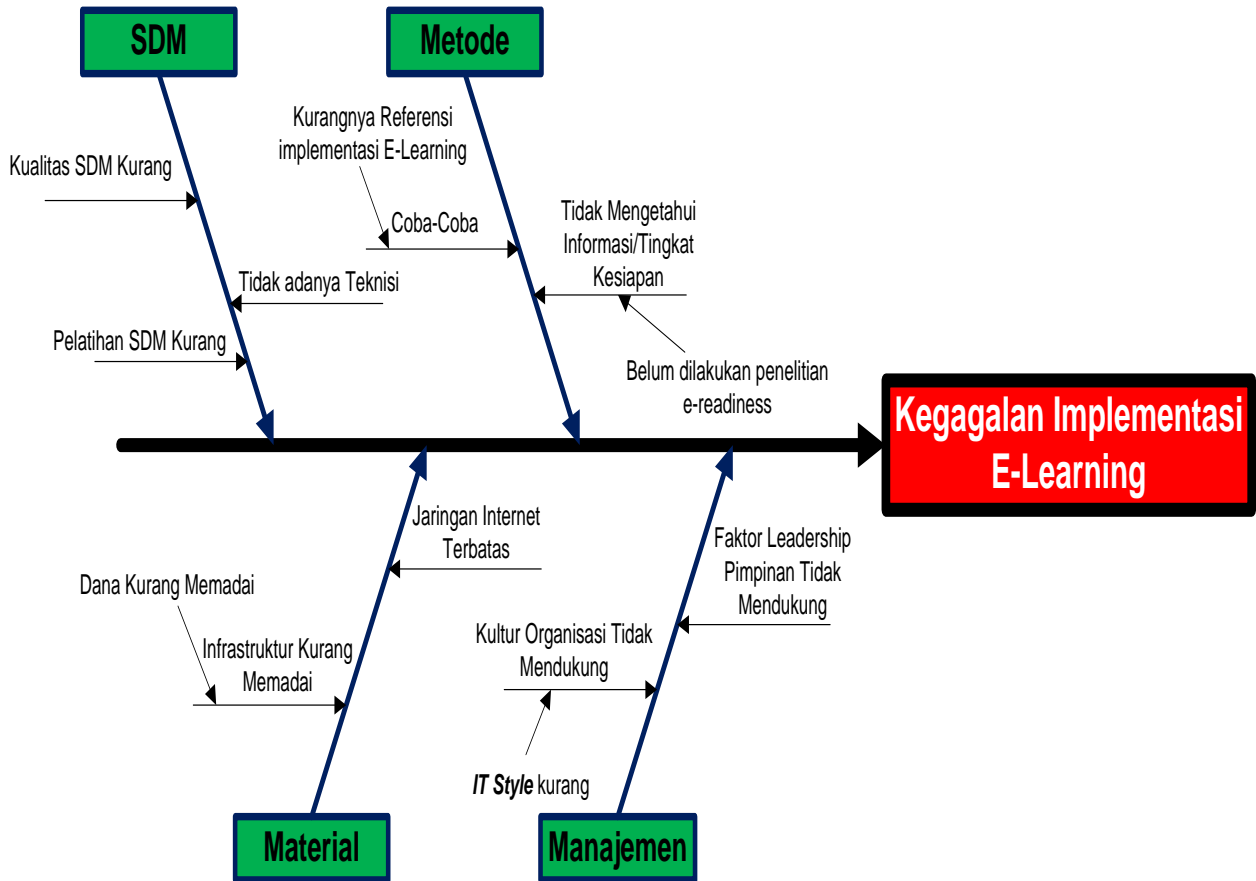 SDM
Metode
Kurangnya Referensi
implementasi E-Learning
Kualitas SDM Kurang
Coba-Coba
Tidak Mengetahui
Informasi/Tingkat
Kesiapan
Tidak adanya Teknisi
Pelatihan SDM Kurang
Belum dilakukan penelitian
e-readiness
Kegagalan Implementasi
E-Learning
Jaringan Internet
Terbatas
Faktor Leadership
Pimpinan Tidak
Mendukung
Dana Kurang Memadai
Infrastruktur Kurang
Memadai
Kultur Organisasi Tidak
Mendukung
IT Style kurang
Material
Manajemen